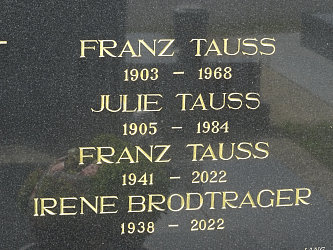 FRANZ TAUSS
1903 – 1968
JULIE TAUSS
1905 – 1984
FRANZ TAUSS
1941 – 2022
IRENE BRODTRAGER
1938 – 2022